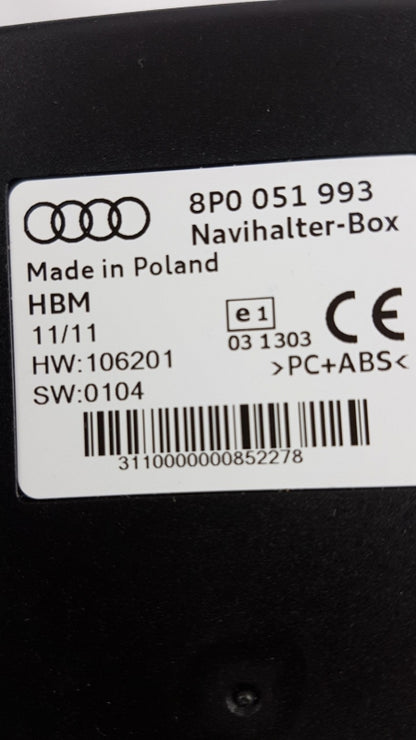 8P0 051 993
Navihalter-Box
Made in Poland
HBM
11/11
HW:106201
SW:0104
e 1
03 1303
CE
>PC+ABS<
3110000000852278